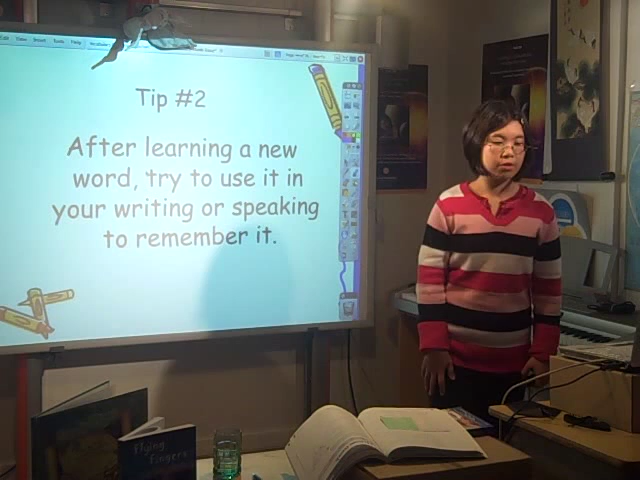 Tip #2
After learning a new
word, try to use it in
your writing or speaking
to remember it.
Flying
Fingers